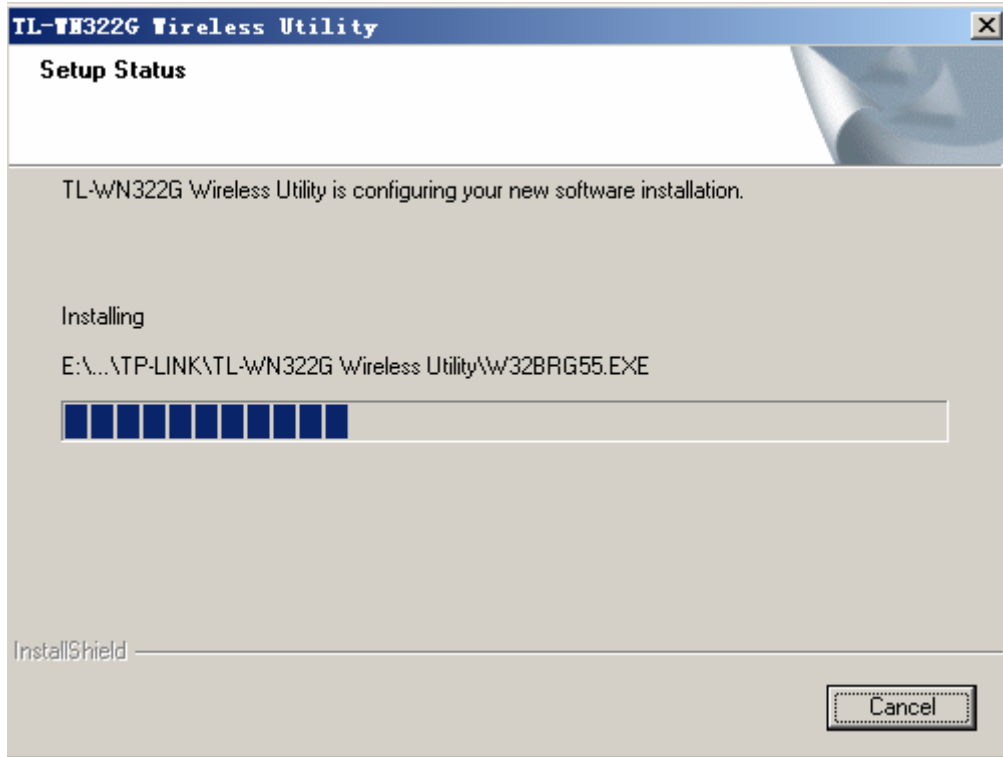 TL-WN322G Wireless Utility
Setup Status
TL-WN322G Wireless Utility is configuring your new software installation.
Installing
E:\...\TP-LINK\TL-WN322G Wireless Utility\W32BRG55.EXE
InstallShield
Cancel